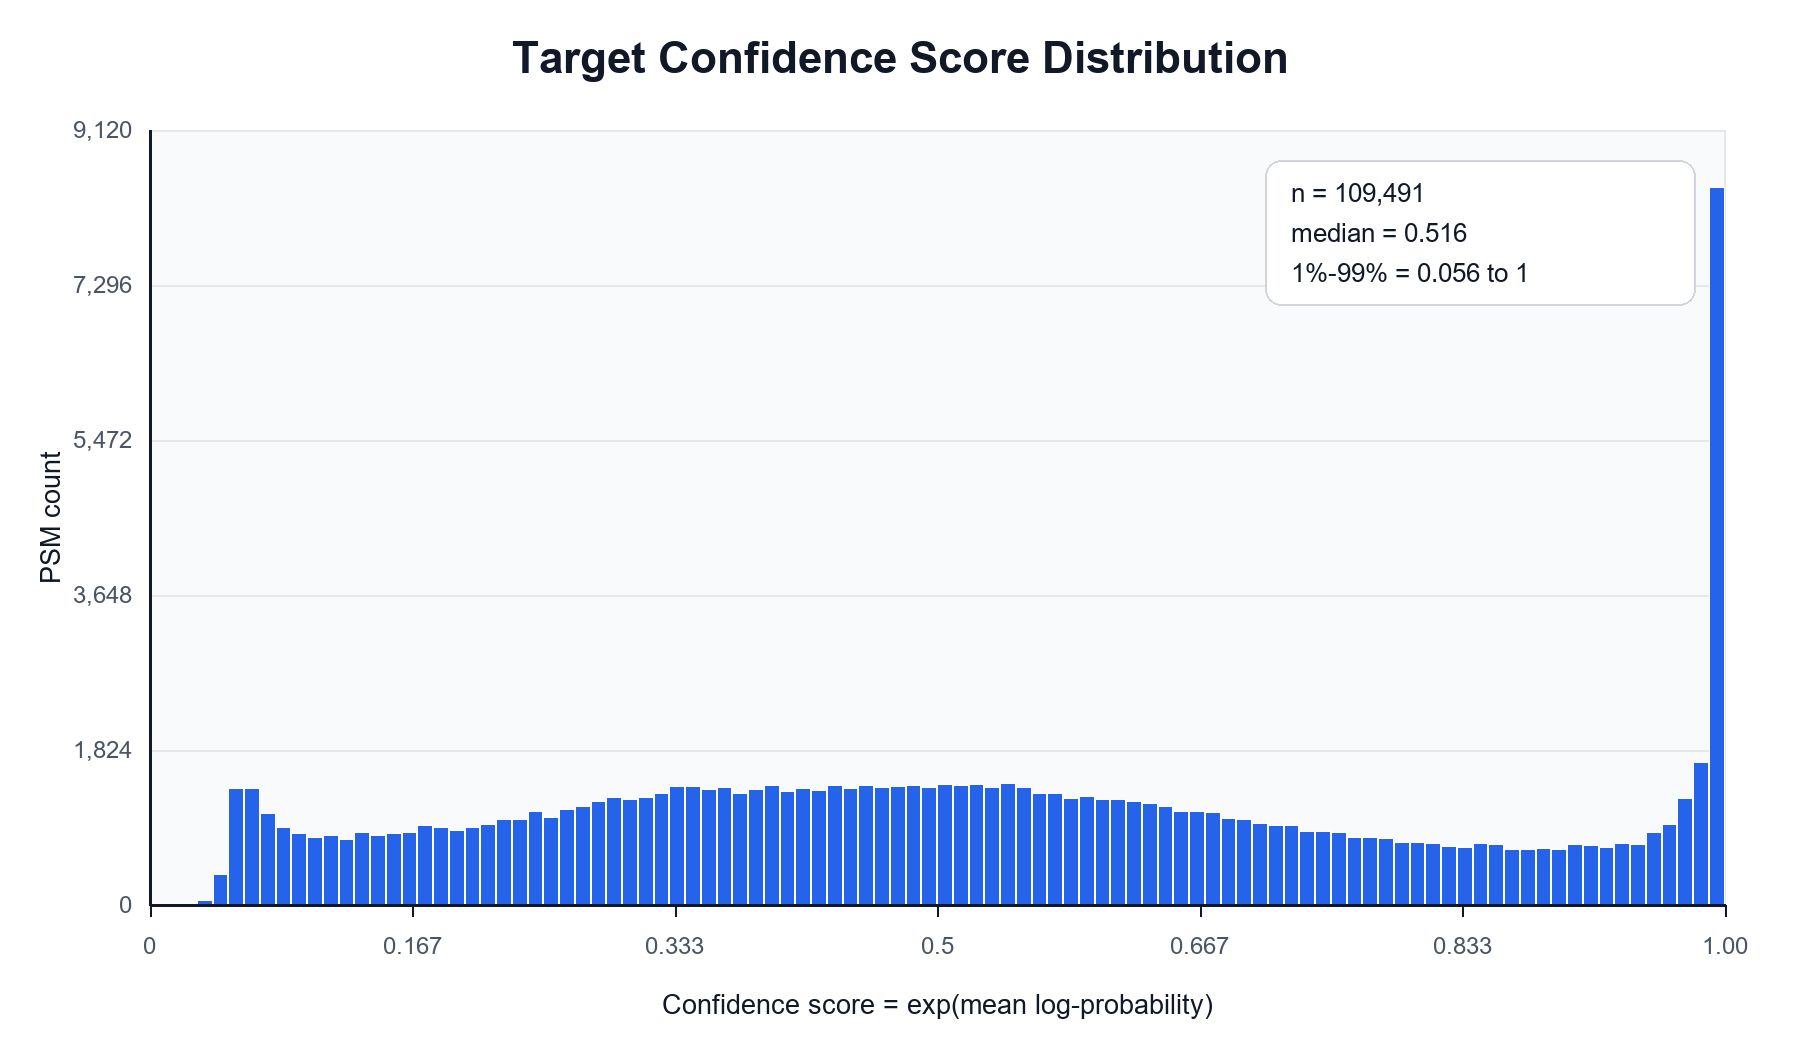 Target Confidence Score Distribution
9,120
7,296
5,472
3,648
1,824
0
PSM count
n = 109,491
median = 0.516
1%-99% = 0.056 to 1
0
0.167
0.333
0.5
0.667
0.833
1.00
Confidence score = exp(mean log-probability)